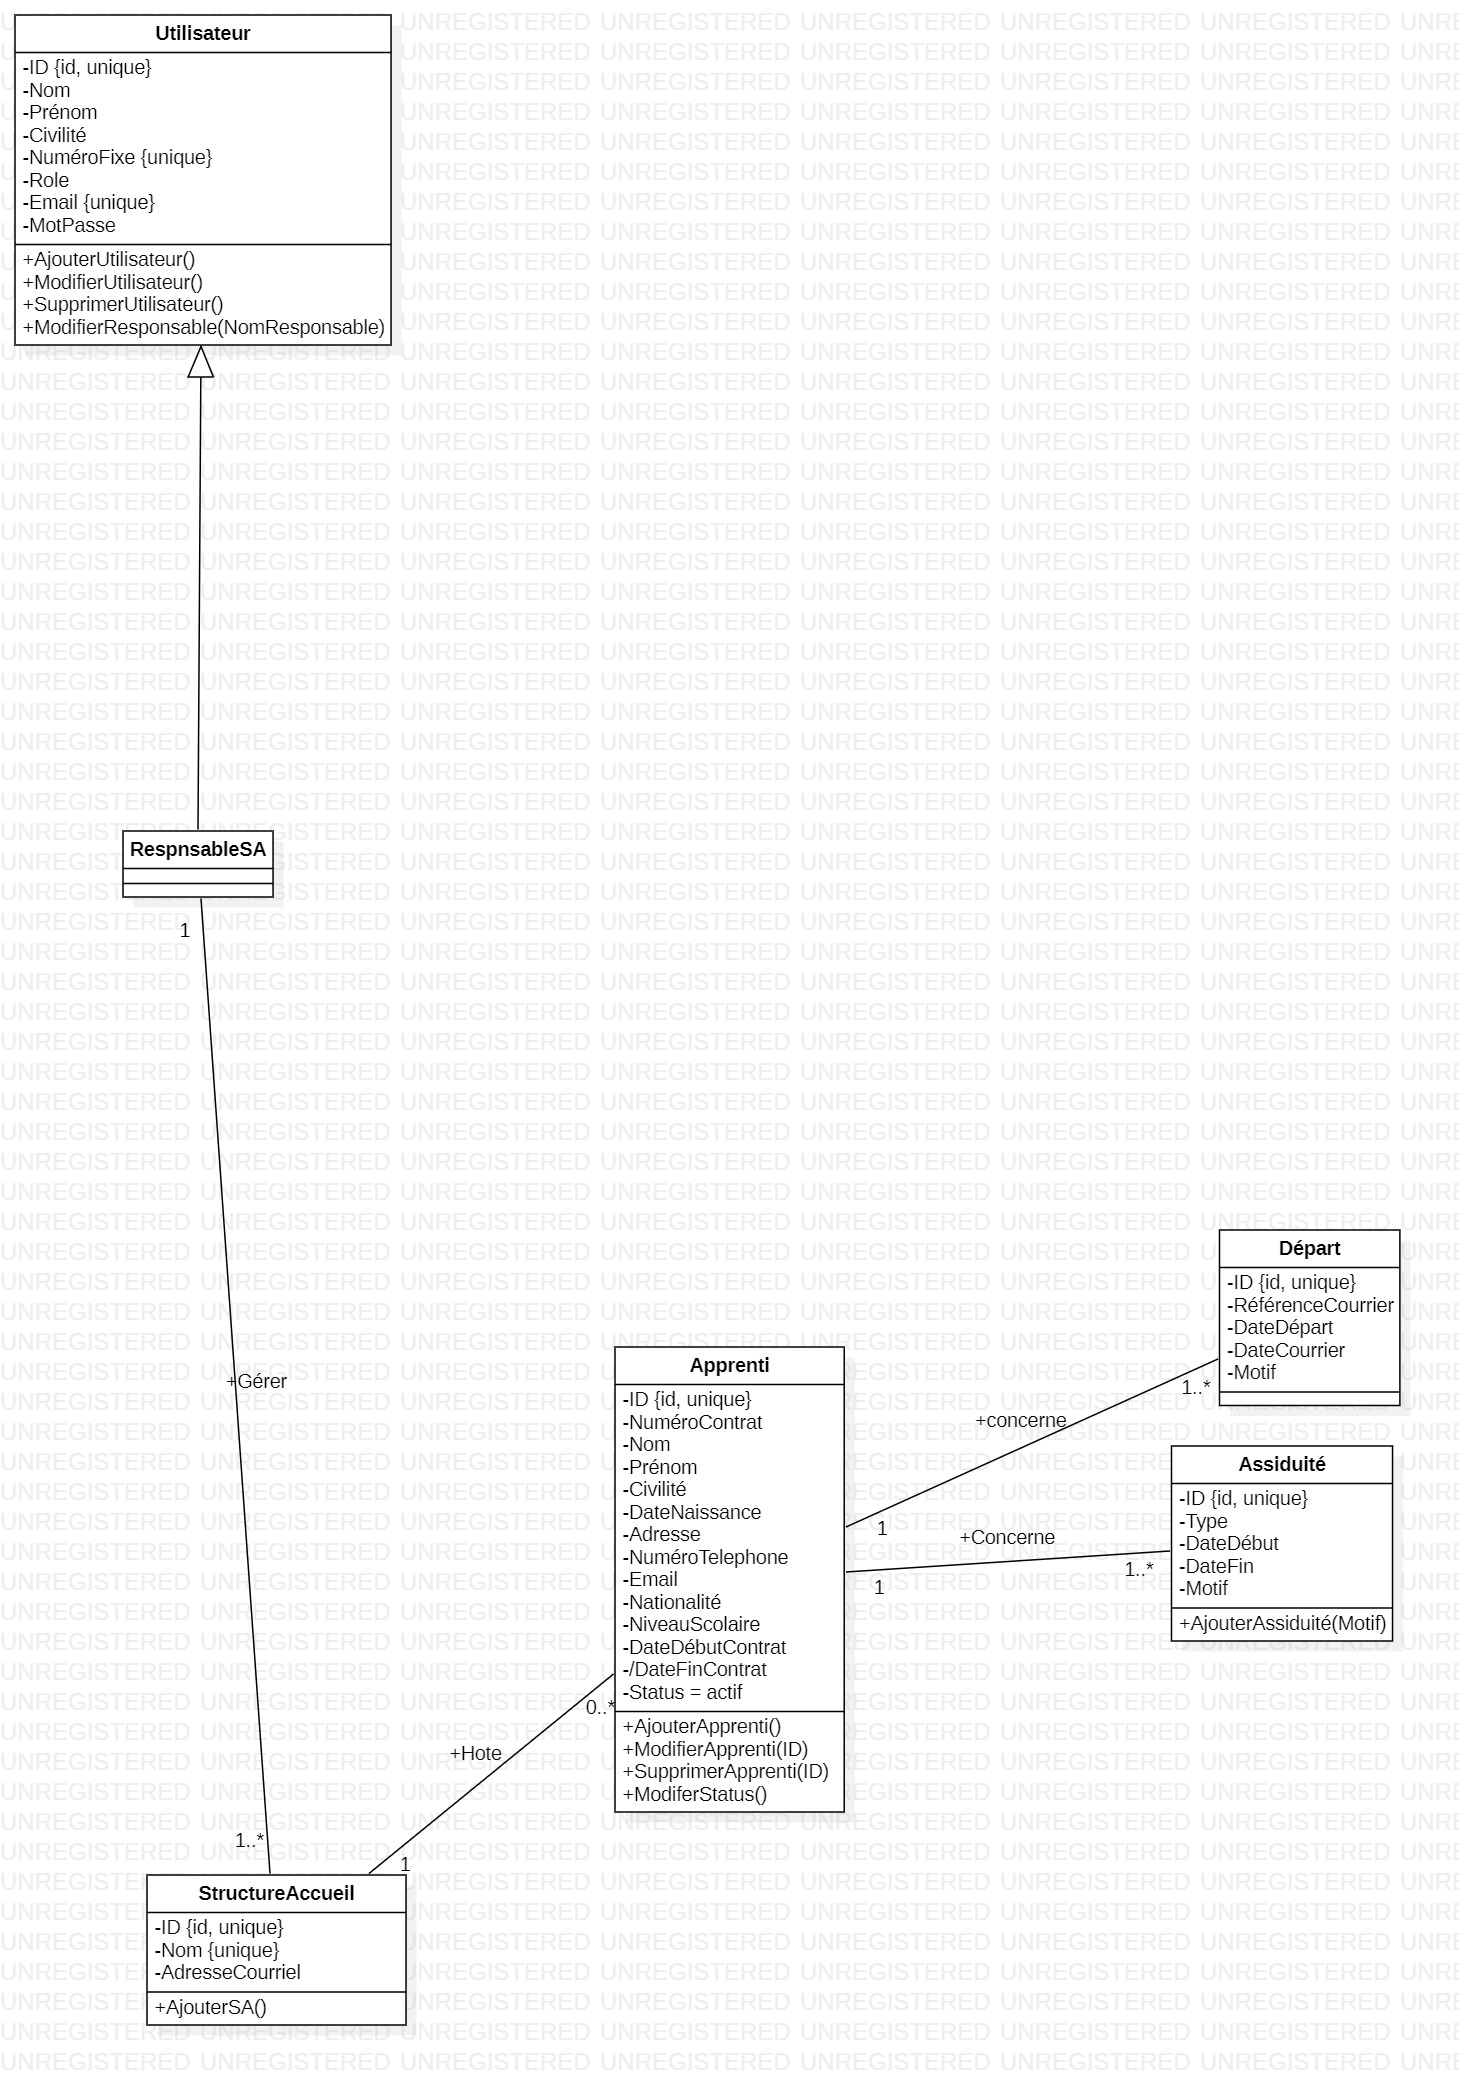 Utilisateur
-ID {id, unique}
-Nom
-Prénom
-Civilité
-NuméroFixe {unique}
-Role
-Email {unique}
-MotPasse
+AjouterUtilisateur()
+ModifierUtilisateur()
+SupprimerUtilisateur()
+ModifierResponsable(NomResponsable)
RespnsableSA
1
+Gérer
1..*
StructureAccueil
-ID {id, unique}
-Nom {unique}
-AdresseCourriel
+AjouterSA()
1
+Hote
0..*
Apprenti
-ID {id, unique}
-NuméroContrat
-Nom
-Prénom
-Civilité
-DateNaissance
-Adresse
-NuméroTelephone
-Email
-Nationalité
-NiveauScolaire
-DateDébutContrat
-/DateFinContrat
-Status = actif
+AjouterApprenti()
+ModifierApprenti(ID)
+SupprimerApprenti(ID)
+ModiferStatus()
1
+concerne
1..*
Départ
-ID {id, unique}
-RéférenceCourrier
-DateDépart
-DateCourrier
-Motif
1
+Concerne
1..*
Assiduité
-ID {id, unique}
-Type
-DateDébut
-DateFin
-Motif
+AjouterAssiduité(Motif)
UNREGISTERED